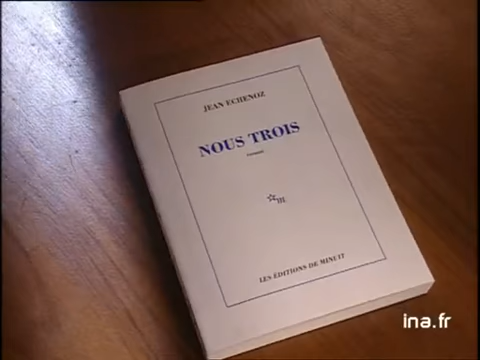 JEAN ECHENOZ
NOUS TROIS
roman
☆m
LES ÉDITIONS DE MINUIT
ina.fr